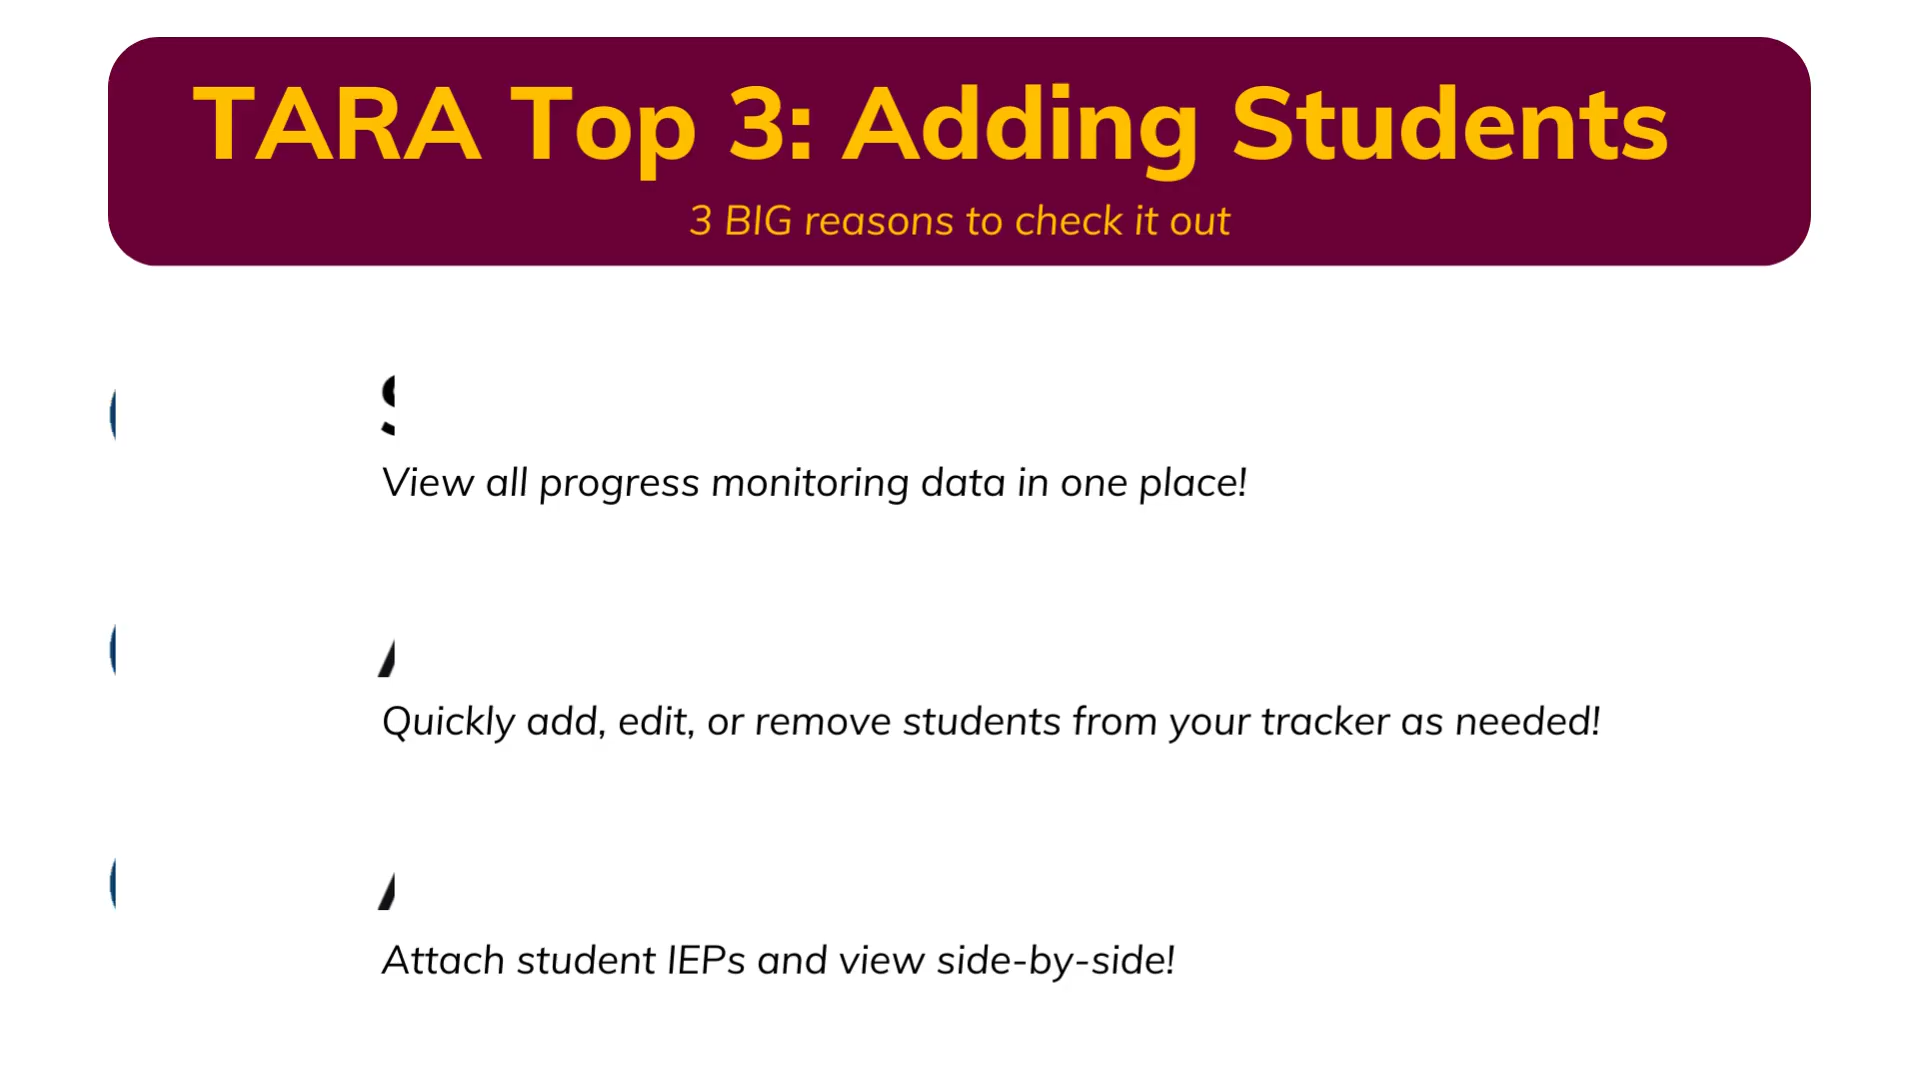 TARA Top 3: Adding Students
3 BIG reasons to check it out
View all progress monitoring data in one place!
Quickly add, edit, or remove students from your tracker as needed!
Attach student IEPs and view side-by-side!